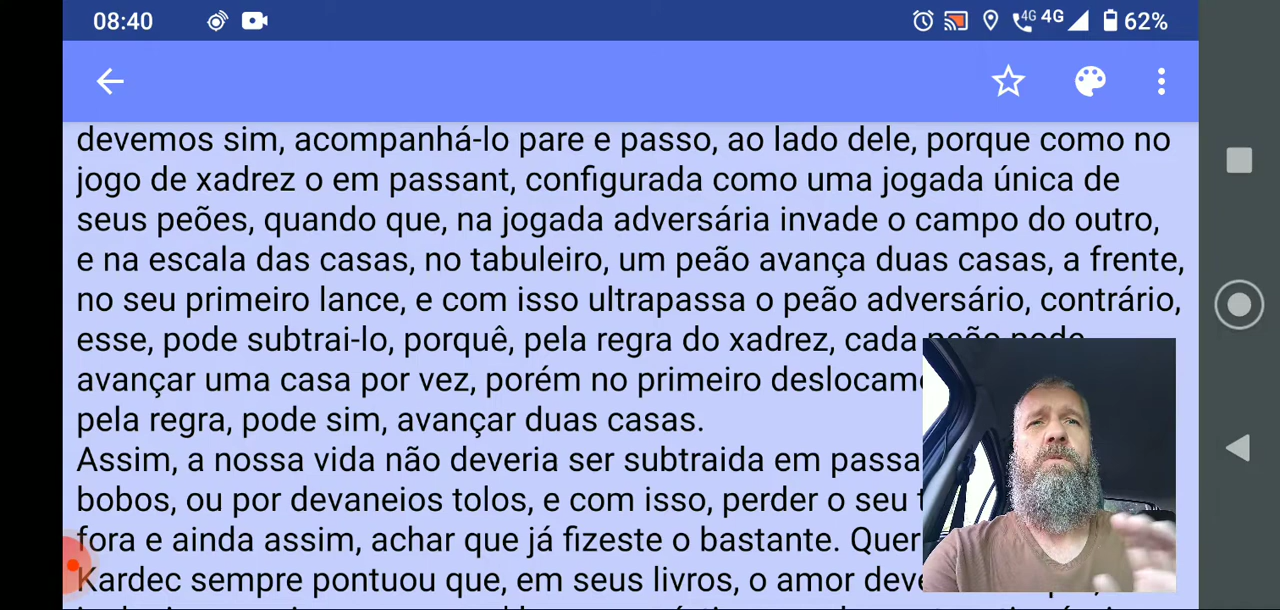 08:40
4G 4G 62%
devemos sim, acompanhá-lo pare e passo, ao lado dele, porque como no
jogo de xadrez o em passant, configurada como uma jogada única de
seus peões, quando que, na jogada adversária invade o campo do outro,
e na escala das casas, no tabuleiro, um peão avança duas casas, a frente,
no seu primeiro lance, e com isso ultrapassa o peão adversário, contrário,
esse, pode subtrai-lo, porquê, pela regra do xadrez, cada peão pode
avançar uma casa por vez, porém no primeiro
pela regra, pode sim, avançar duas casas.
Assim, a nossa vida não deveria ser subtraida em
bobos, ou por devaneios tolos, e com isso, perder o seu
fora e ainda assim, achar que já fizeste o bastante.
Kardec sempre pontuou que, em seus livros, o amor